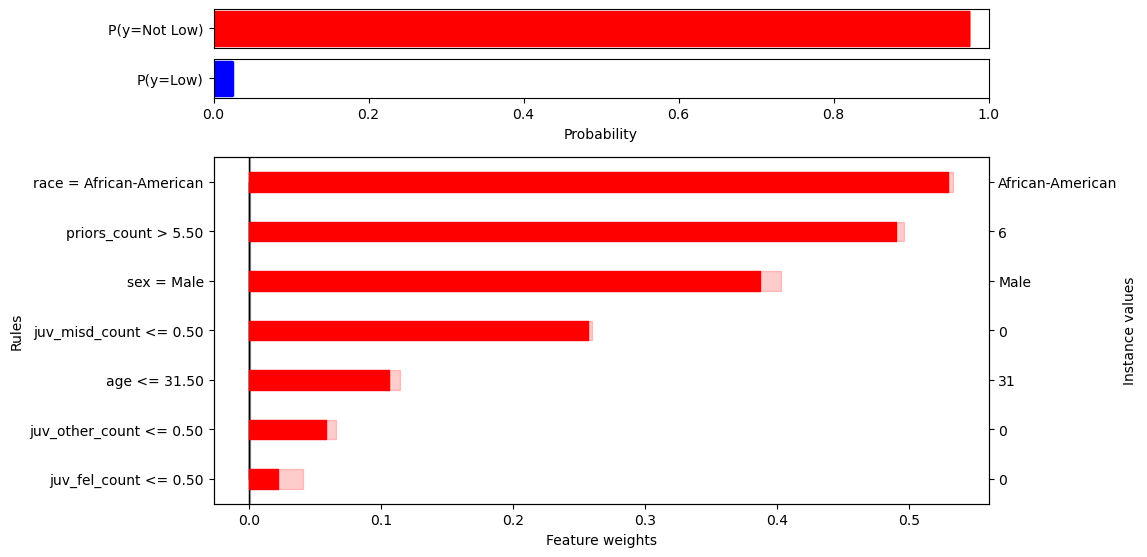 P(y=Not Low)
P(y=Low)
0.0 0.2 0.4 0.6 0.8 1.0
Probability
Rules
race = African-American African-American
priors_count > 5.50 6
sex = Male Male
juv_misd_count <= 0.50 0
age <= 31.50 31
juv_other_count <= 0.50 0
juv_fel_count <= 0.50 0
Instance values
0.0 0.1 0.2 0.3 0.4 0.5
Feature weights